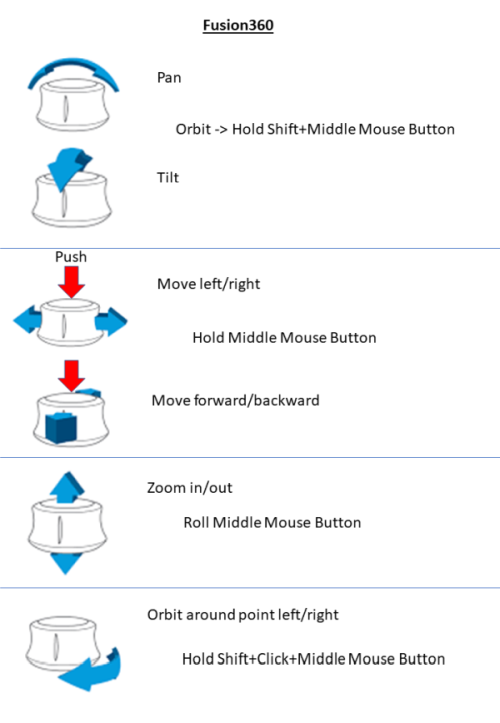 Fusion360
Pan
Orbit -> Hold Shift+Middle Mouse Button
Tilt
Push
Move left/right
Hold Middle Mouse Button
Move forward/backward
Zoom in/out
Roll Middle Mouse Button
Orbit around point left/right
Hold Shift+Click+Middle Mouse Button